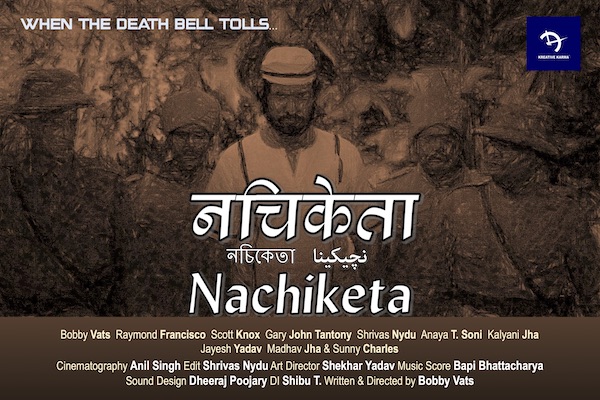 WHEN THE DEATH BELL TOLLS...
KREATIVE KARMA
नचिकेता
নচিকেতা نچیکیتا
Nachiketa
Bobby Vats Raymond Francisco Scott Knox Gary John Tantony Shrivas Nydu Anaya T. Soni Kalyani Jha
Jayesh Yadav Madhav Jha & Sunny Charles
Cinematography Anil Singh Edit Shrivas Nydu Art Director Shekhar Yadav Music Score Bapi Bhattacharya
Sound Design Dheeraj Poojary DI Shibu T. Written & Directed by Bobby Vats